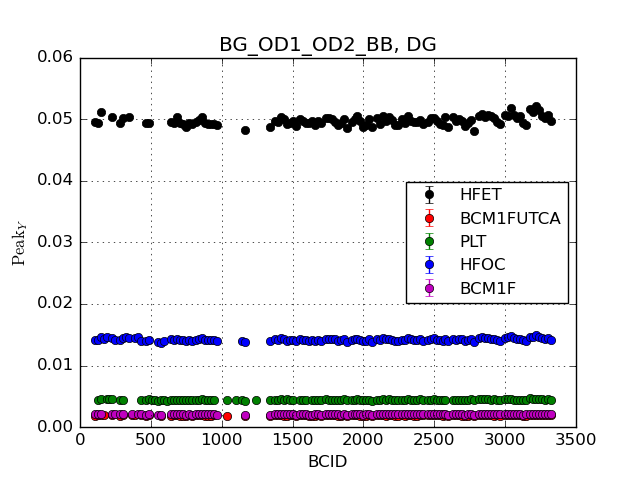 BG_OD1_OD2_BB, DG
0.06
0.05
0.04
0.03
0.02
0.01
0.00
Peak_Y
HFET
BCM1FUTCA
PLT
HFOC
BCM1F
0 500 1000 1500 2000 2500 3000 3500
BCID